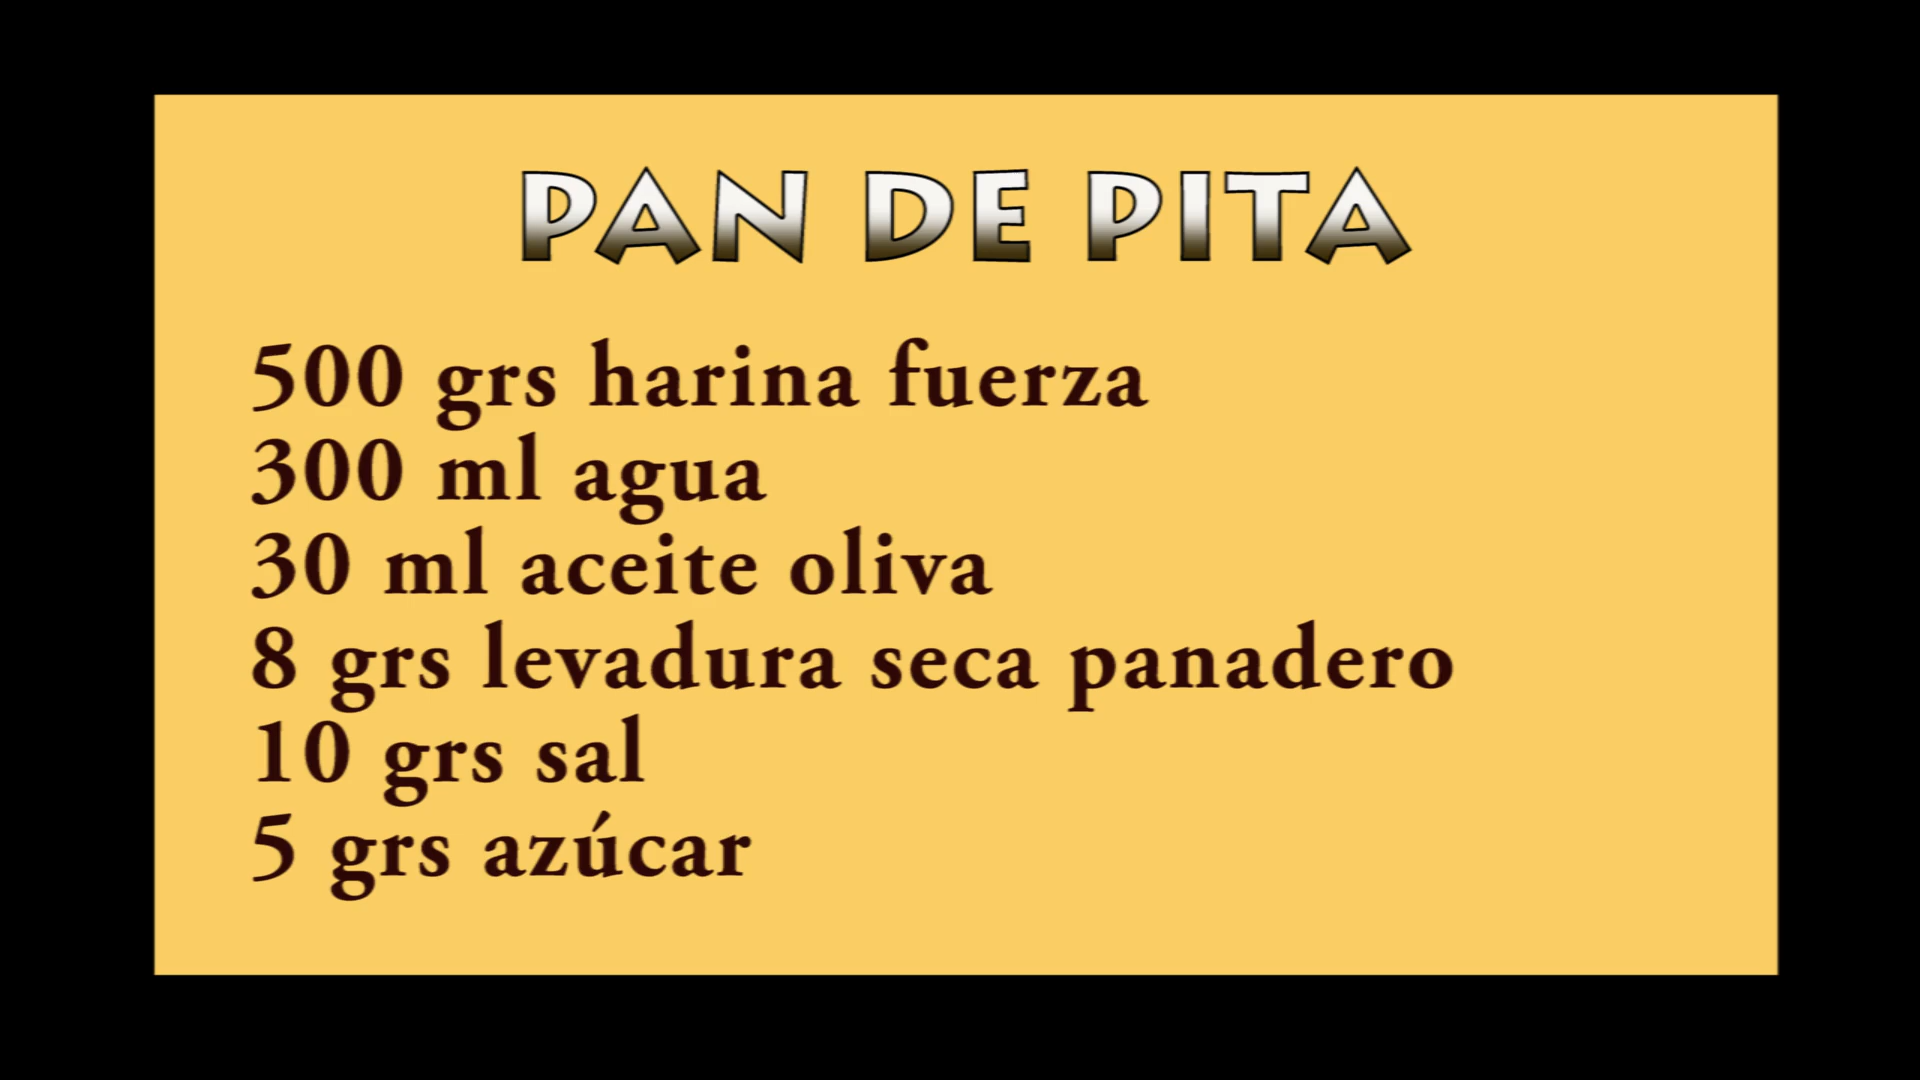 PAN DE PITA
500 grs harina fuerza
300 ml agua
30 ml aceite oliva
8 grs levadura seca panadero
10 grs sal
5 grs azúcar